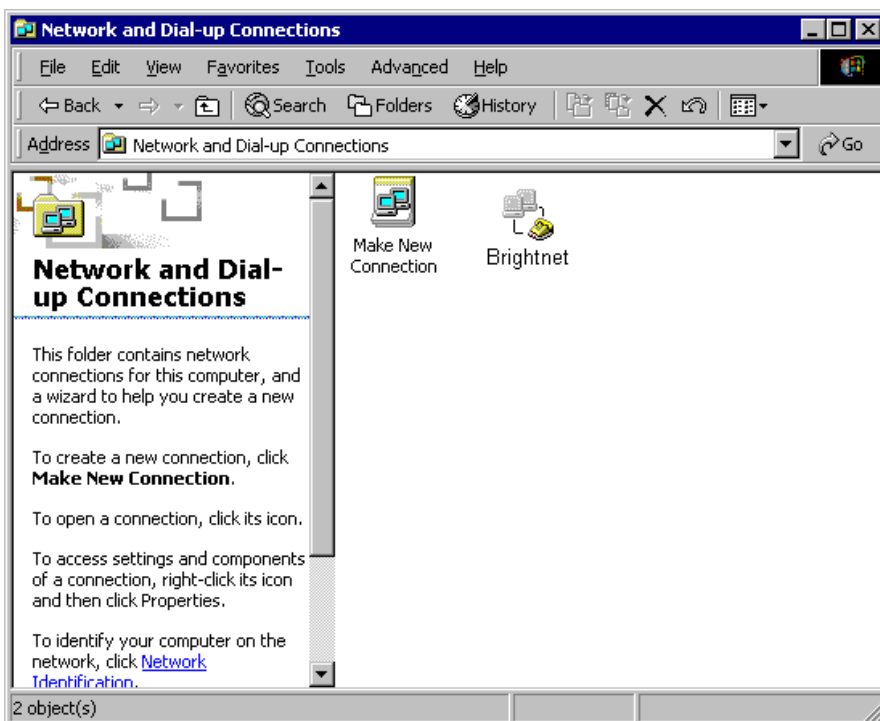 Network and Dial-up Connections
File Edit View Favorites Tools Advanced Help
Back Search Folders History
Address Network and Dial-up Connections Go
Network and Dial-
up Connections
This folder contains network
connections for this computer, and
a wizard to help you create a new
connection.
To create a new connection, click
Make New Connection.
To open a connection, click its icon.
To access settings and components
of a connection, right-click its icon
and then click Properties.
To identify your computer on the
network, click Network
Identification.
Make New
Connection
Brightnet
2 object(s)